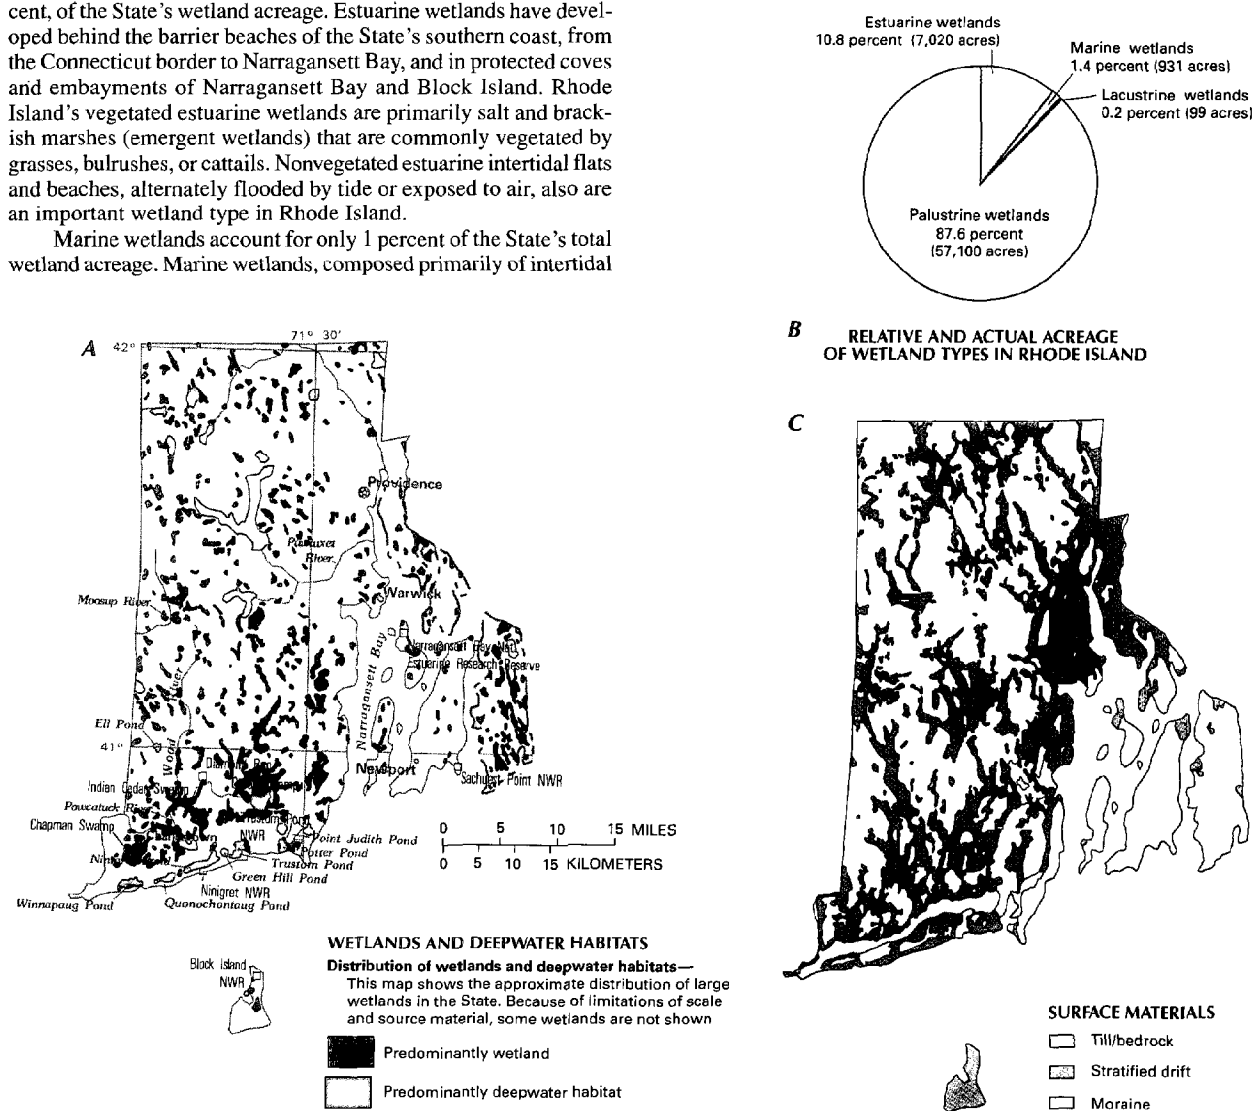 cent, of the State's wetland acreage. Estuarine wetlands have devel-
oped behind the barrier beaches of the State's southern coast, from
the Connecticut border to Narragansett Bay, and in protected coves
and embayments of Narragansett Bay and Block Island. Rhode
Island's vegetated estuarine wetlands are primarily salt and brack-
ish marshes (emergent wetlands) that are commonly vegetated by
grasses, bulrushes, or cattails. Nonvegetated estuarine intertidal flats
and beaches, alternately flooded by tide or exposed to air, also are
an important wetland type in Rhode Island.
Marine wetlands account for only 1 percent of the State's total
wetland acreage. Marine wetlands, composed primarily of intertidal
Estuarine wetlands
10.8 percent (7,020 acres)
Marine wetlands
1.4 percent (931 acres)
Lacustrine wetlands
0.2 percent (99 acres)
Palustrine wetlands
87.6 percent
(57,100 acres)
B
RELATIVE AND ACTUAL ACREAGE
OF WETLAND TYPES IN RHODE ISLAND
A
42°
71° 30'
Providence
River
Moosup River
Warwick
Narragansett Bay Natl
Estuarine Research Reserve
Narragansett Bay
Ell Pond
41°
Wood River
Newport
Sachuest Point NWR
Indian Cedar Swamp
Pawcatuck River
Chapman Swamp
NWR
Point Judith Pond
Potter Pond
Trustom Pond
Green Hill Pond
Ninigret NWR
Winnapaug Pond
Quonochontaug Pond
0 5 10 15 MILES
0 5 10 15 KILOMETERS
Block Island
NWR
WETLANDS AND DEEPWATER HABITATS
Distribution of wetlands and deepwater habitats—
This map shows the approximate distribution of large
wetlands in the State. Because of limitations of scale
and source material, some wetlands are not shown
Predominantly wetland
Predominantly deepwater habitat
C
SURFACE MATERIALS
Till/bedrock
Stratified drift
Moraine